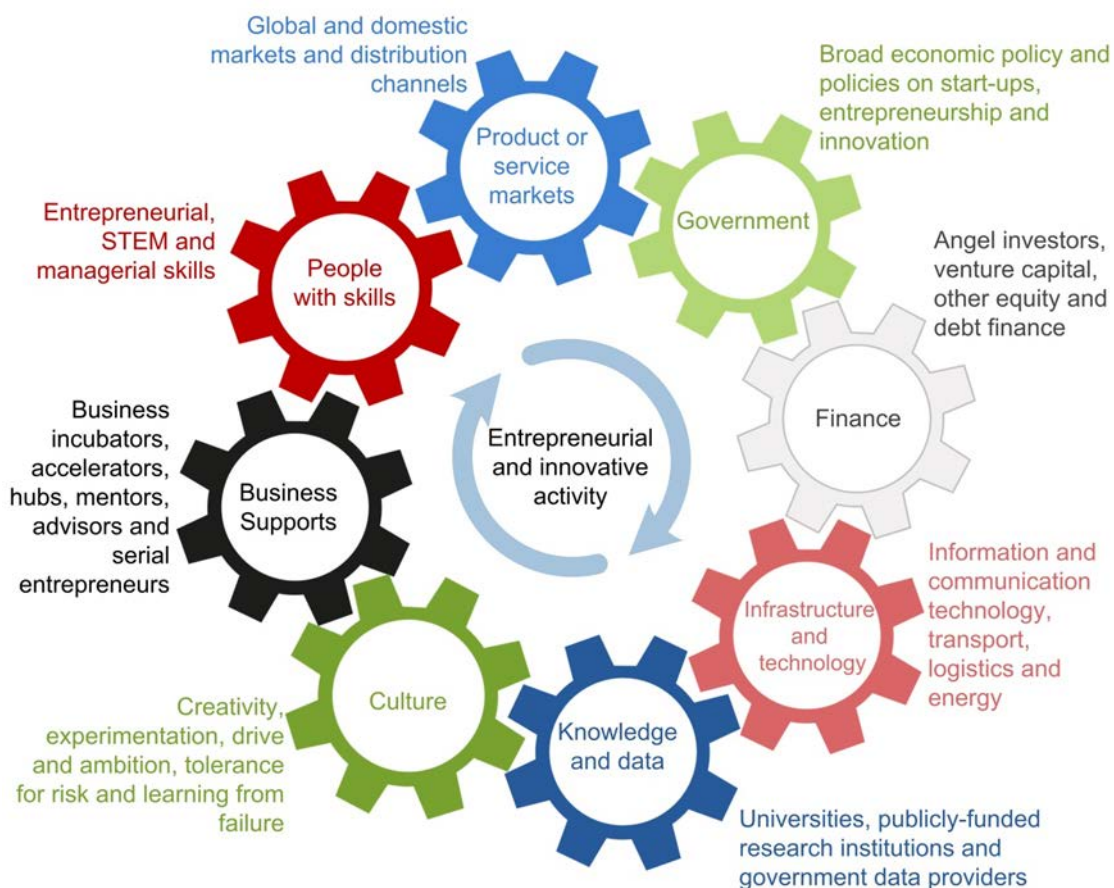 Global and domestic
markets and distribution
channels
Product or
service
markets
Broad economic policy and
policies on start-ups,
entrepreneurship and
innovation
Government
Angel investors,
venture capital,
other equity and
debt finance
Finance
Information and
communication
technology,
transport,
logistics and
energy
Infrastructure
and
technology
Universities, publicly-funded
research institutions and
government data providers
Knowledge
and data
Creativity,
experimentation, drive
and ambition, tolerance
for risk and learning from
failure
Culture
Business
incubators,
accelerators,
hubs, mentors,
advisors and
serial
entrepreneurs
Business
Supports
Entrepreneurial,
STEM and
managerial skills
People
with skills
Entrepreneurial
and innovative
activity